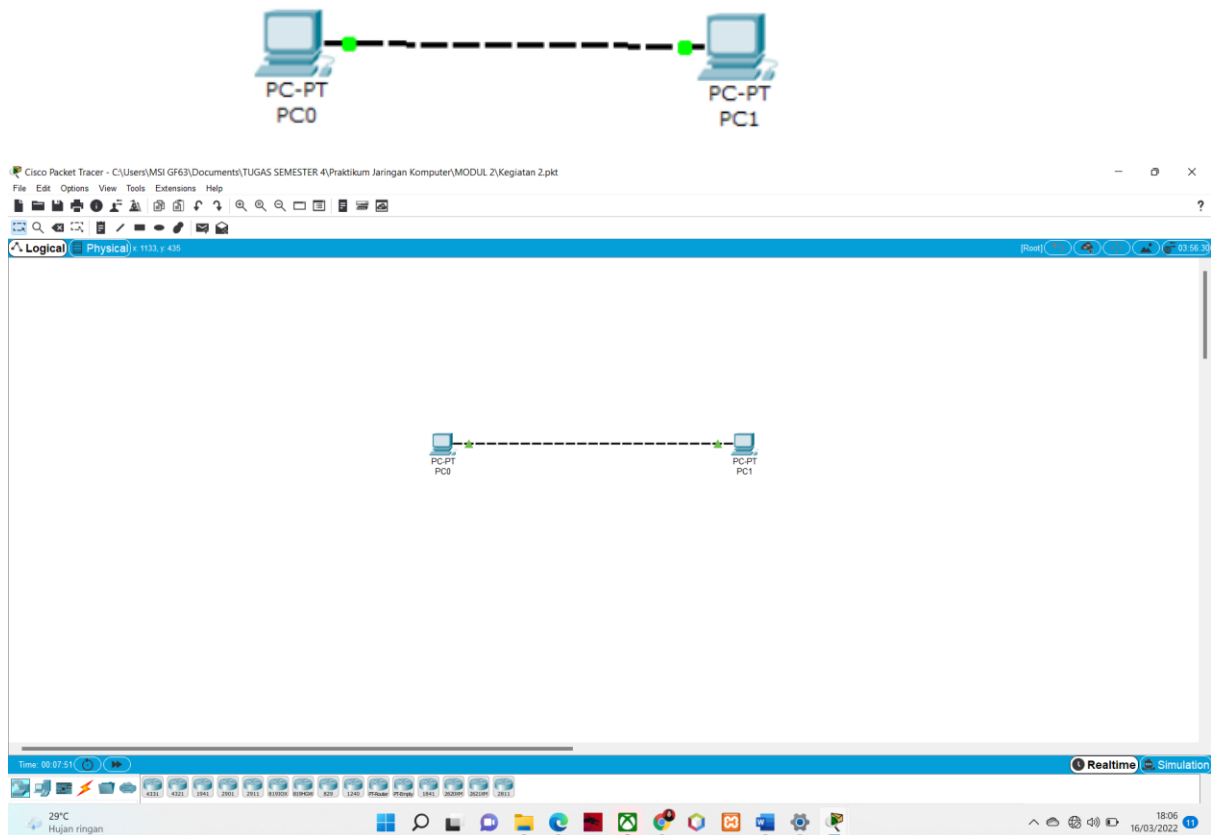 PC-PT
PC0
PC-PT
PC1
Cisco Packet Tracer - C:\Users\MSI GF63\Documents\TUGAS SEMESTER 4\Praktikum Jaringan Komputer\MODUL 2\Kegiatan 2.pkt
File Edit Options View Tools Extensions Help
?
Logical Physical x: 1133, y: 435 [Root] 03:56:30
PC-PT
PC0
PC-PT
PC1
Time: 00:07:51 Realtime Simulation
4331 4321 1941 2901 2911 819IOX 819HGW 829 1240 PT-Router PT-Empty 1841 2620XM 2621XM 2811
29°C
Hujan ringan
18:06
16/03/2022 11